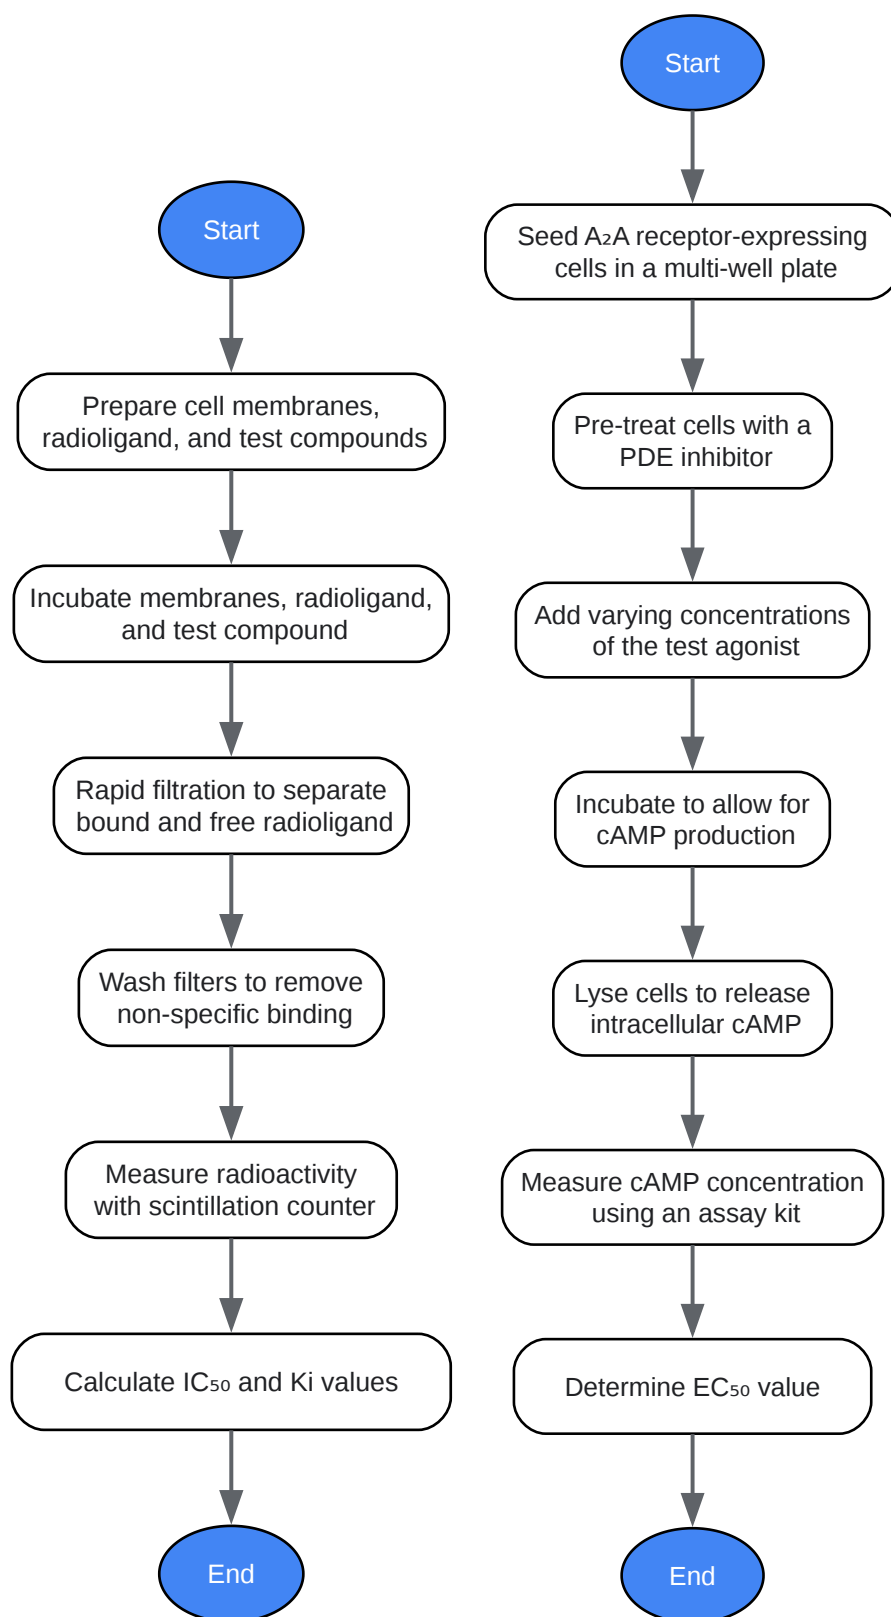 Start
Prepare cell membranes,
radioligand, and test compounds
Incubate membranes, radioligand,
and test compound
Rapid filtration to separate
bound and free radioligand
Wash filters to remove
non-specific binding
Measure radioactivity
with scintillation counter
Calculate IC₅₀ and Ki values
End
Start
Seed A₂A receptor-expressing
cells in a multi-well plate
Pre-treat cells with a
PDE inhibitor
Add varying concentrations
of the test agonist
Incubate to allow for
cAMP production
Lyse cells to release
intracellular cAMP
Measure cAMP concentration
using an assay kit
Determine EC₅₀ value
End